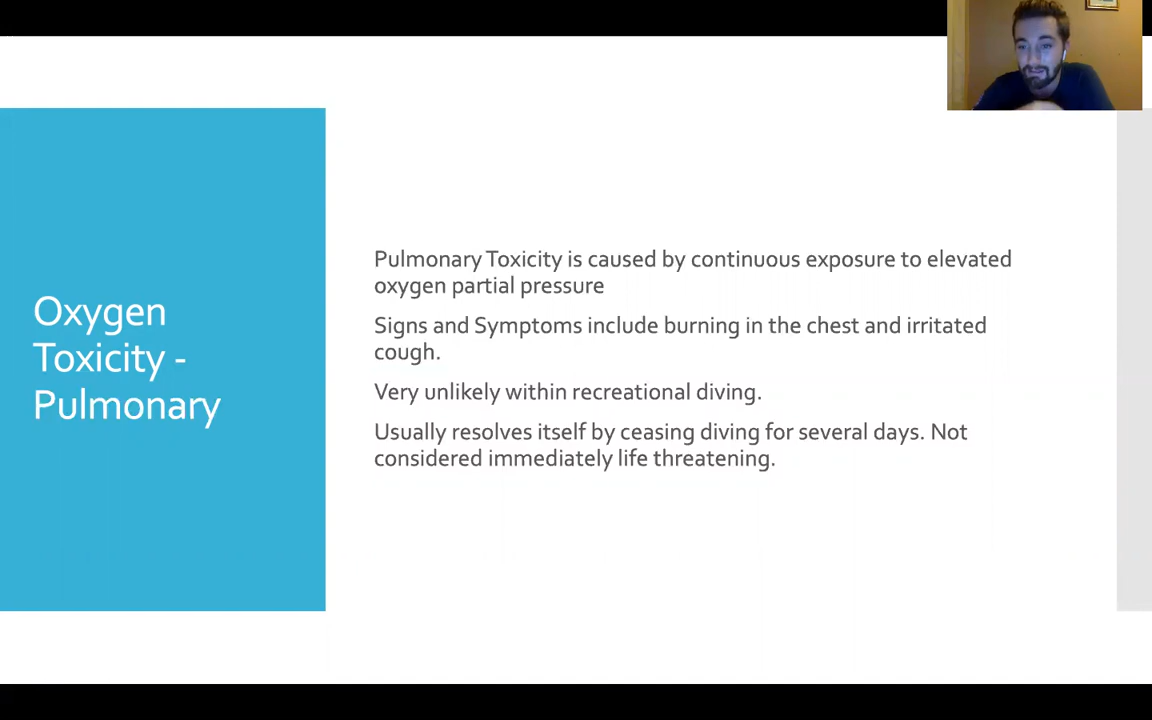 Oxygen
Toxicity -
Pulmonary
Pulmonary Toxicity is caused by continuous exposure to elevated
oxygen partial pressure
Signs and Symptoms include burning in the chest and irritated
cough.
Very unlikely within recreational diving.
Usually resolves itself by ceasing diving for several days. Not
considered immediately life threatening.